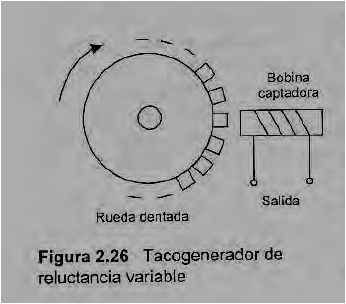 Bobina
captadora
Salida
Rueda dentada
Figura 2.26 Tacogenerador de
reluctancia variable